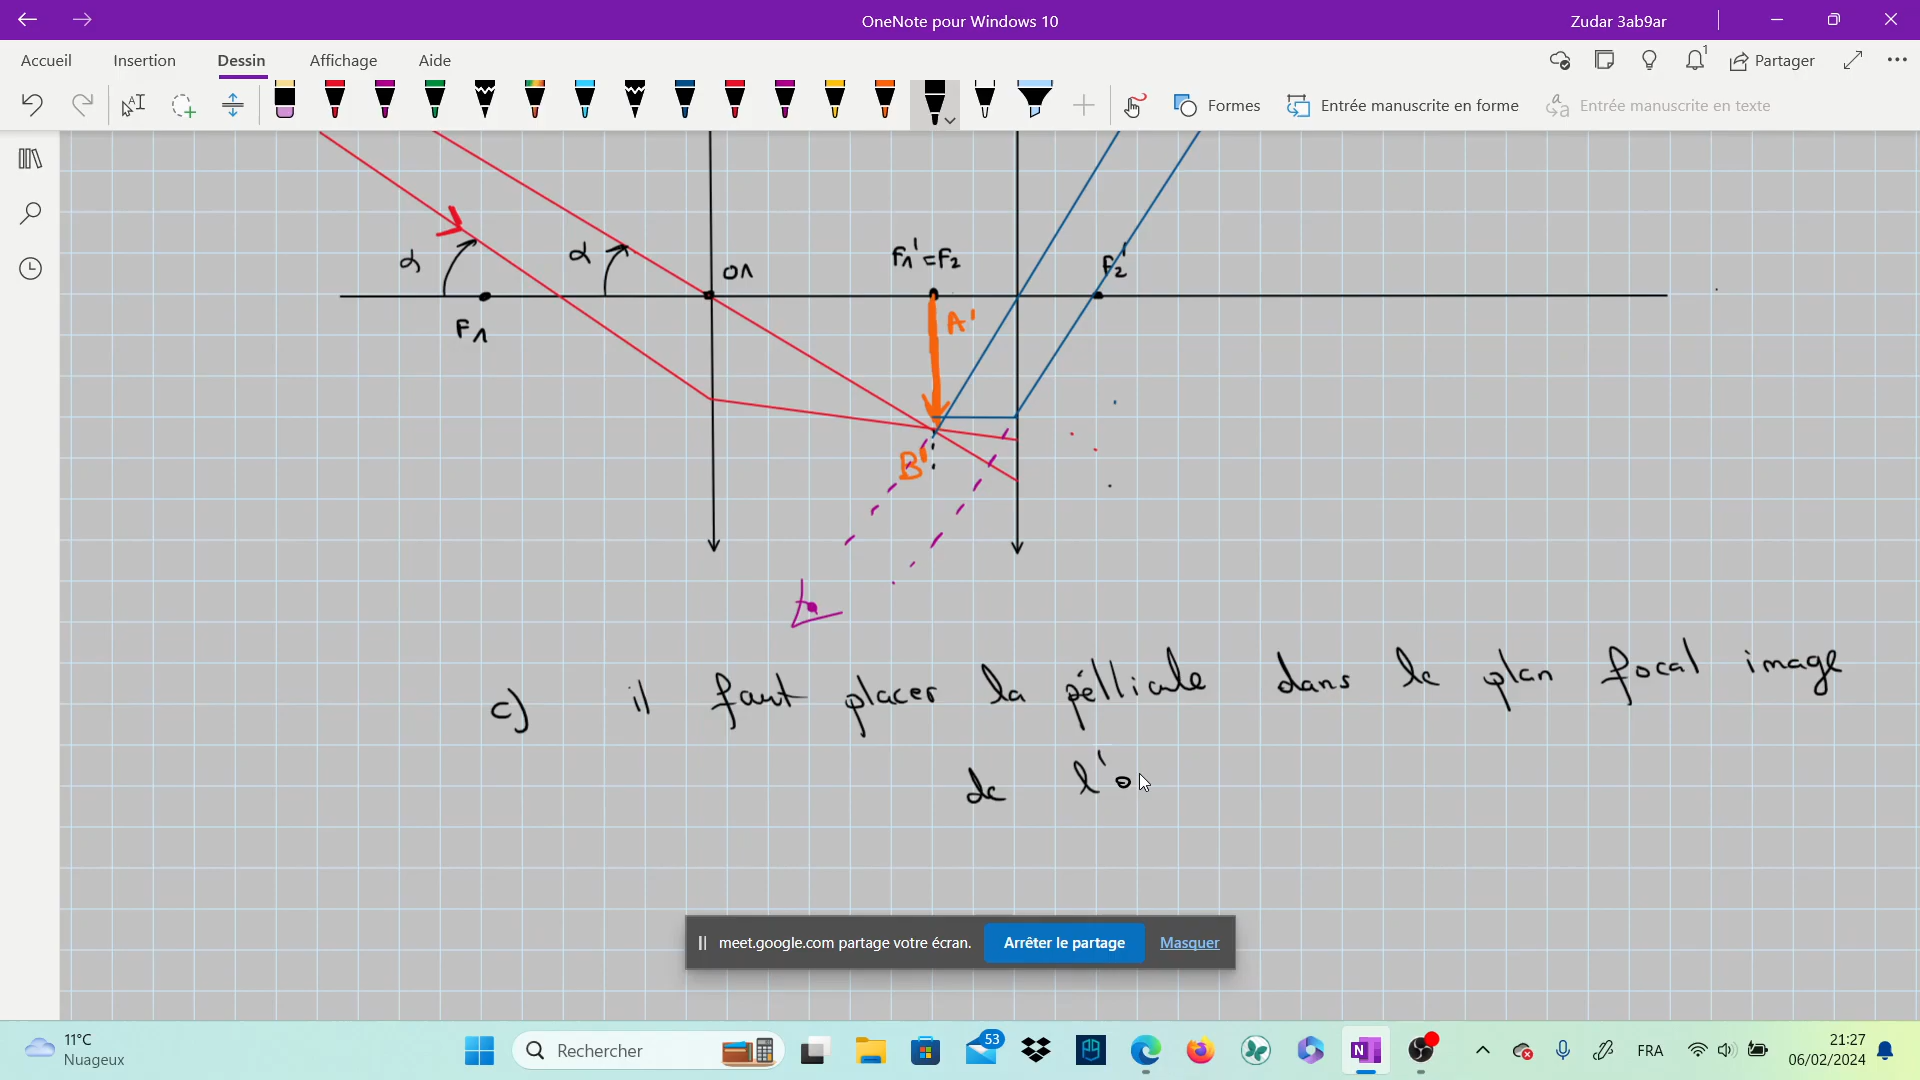 OneNote pour Windows 10
Zudar 3ab9ar
Accueil
Insertion
Dessin
Affichage
Aide
1
Partager
Formes
Entrée manuscrite en forme
Entrée manuscrite en texte
α
α
O1
F1' = F2
F2'
F1
A'
B'
c) il faut placer la péllicule dans le plan focal image
de l'o
meet.google.com partage votre écran.
Arrêter le partage
Masquer
11°C
Nuageux
Rechercher
53
FRA
21:27
06/02/2024